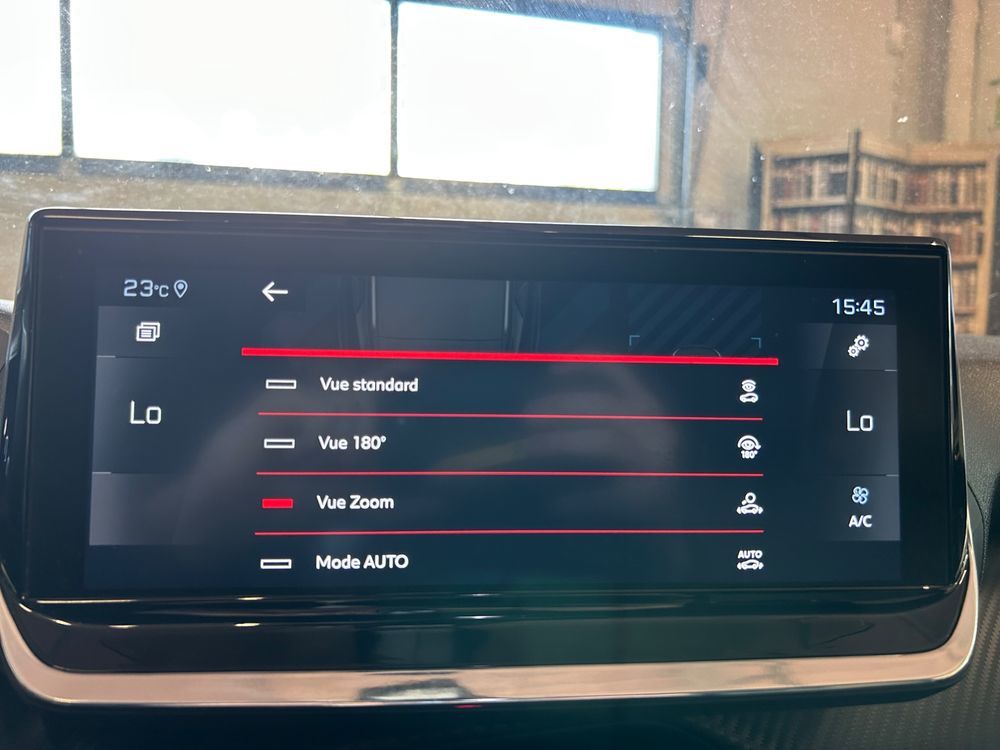 23°C
15:45
Lo
Vue standard
Vue 180°
180°
Vue Zoom
Mode AUTO
AUTO
Lo
A/C